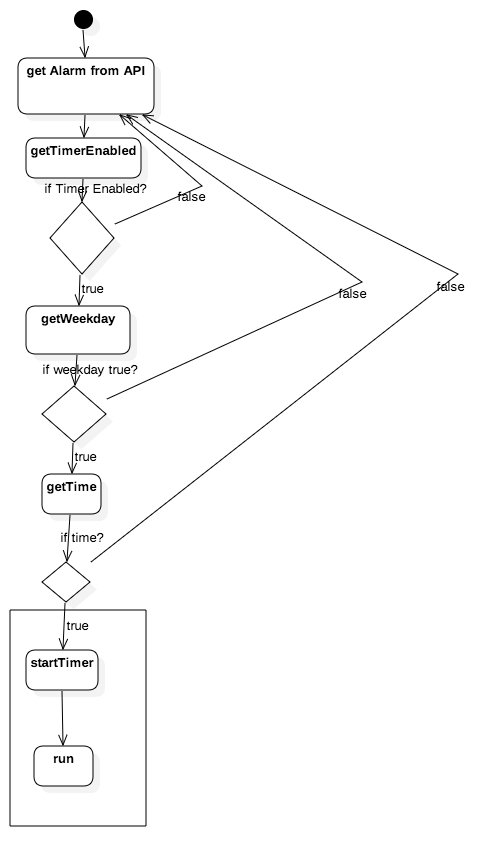 get Alarm from API
getTimerEnabled
if Timer Enabled?
false
true
getWeekday
false
false
if weekday true?
true
getTime
if time?
true
startTimer
run